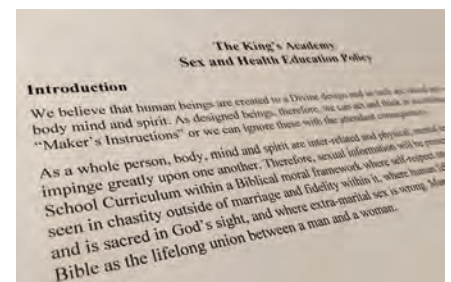 The King's Academy
Sex and Health Education Policy
Introduction
We believe that human beings are created to a Divine design and as such are
body mind and spirit. As designed beings, therefore, we can act and think in
"Maker's Instructions" or we can ignore these with the attendant consequences.
As a whole person, body, mind and spirit are inter-related and physical, mental
impinge greatly upon one another. Therefore, sexual information will be
School Curriculum within a Biblical moral framework where self-respect
seen in chastity outside of marriage and fidelity within it, where human
and is sacred in God's sight, and where extra-marital sex is wrong.
Bible as the lifelong union between a man and a woman.